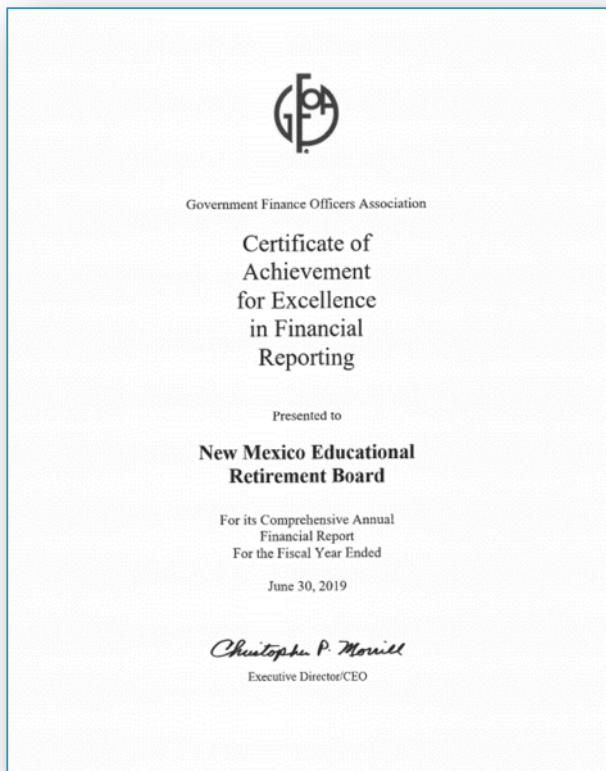 GFOA
Government Finance Officers Association
Certificate of
Achievement
for Excellence
in Financial
Reporting
Presented to
New Mexico Educational
Retirement Board
For its Comprehensive Annual
Financial Report
For the Fiscal Year Ended
June 30, 2019
Christopher P. Morrill
Executive Director/CEO